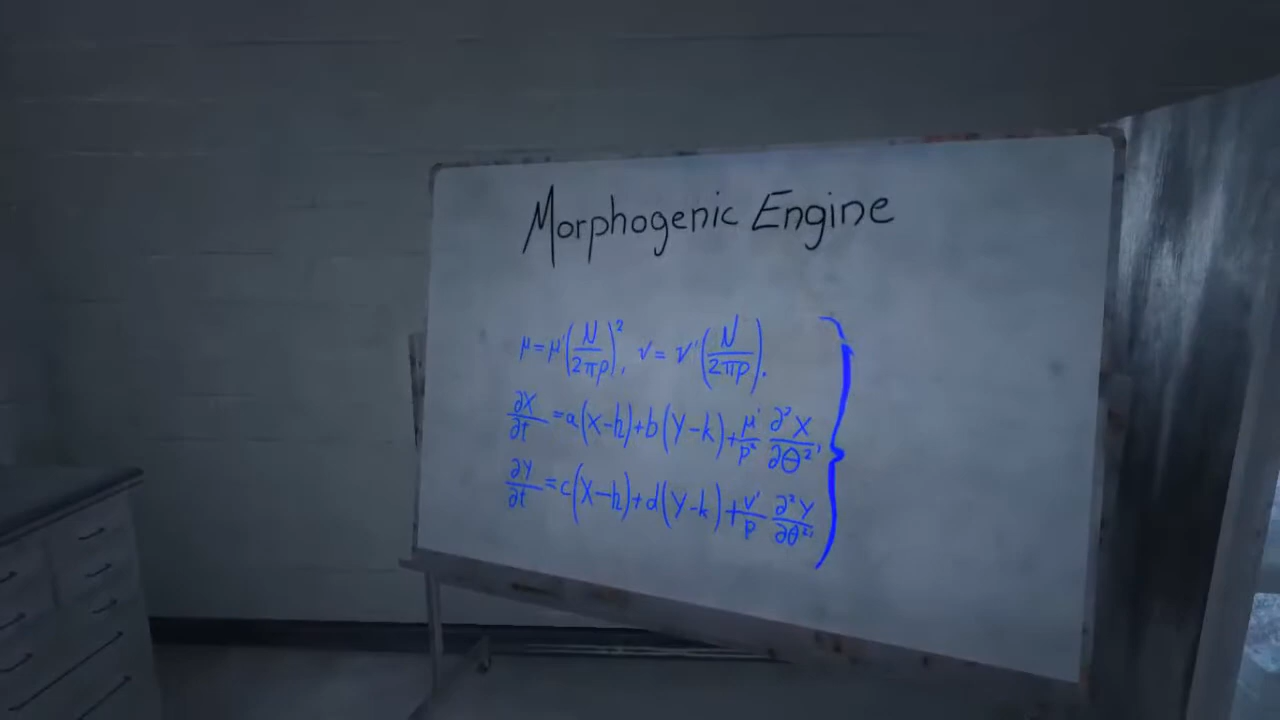 Morphogenic Engine
μ=μ'(N/2πρ)², ν=ν'(N/2πρ).
∂X/∂t=a(X-h)+b(Y-k)+μ'/ρ² ∂²X/∂θ²,
∂Y/∂t=c(X-h)+d(Y-k)+ν'/ρ ∂²Y/∂θ²,